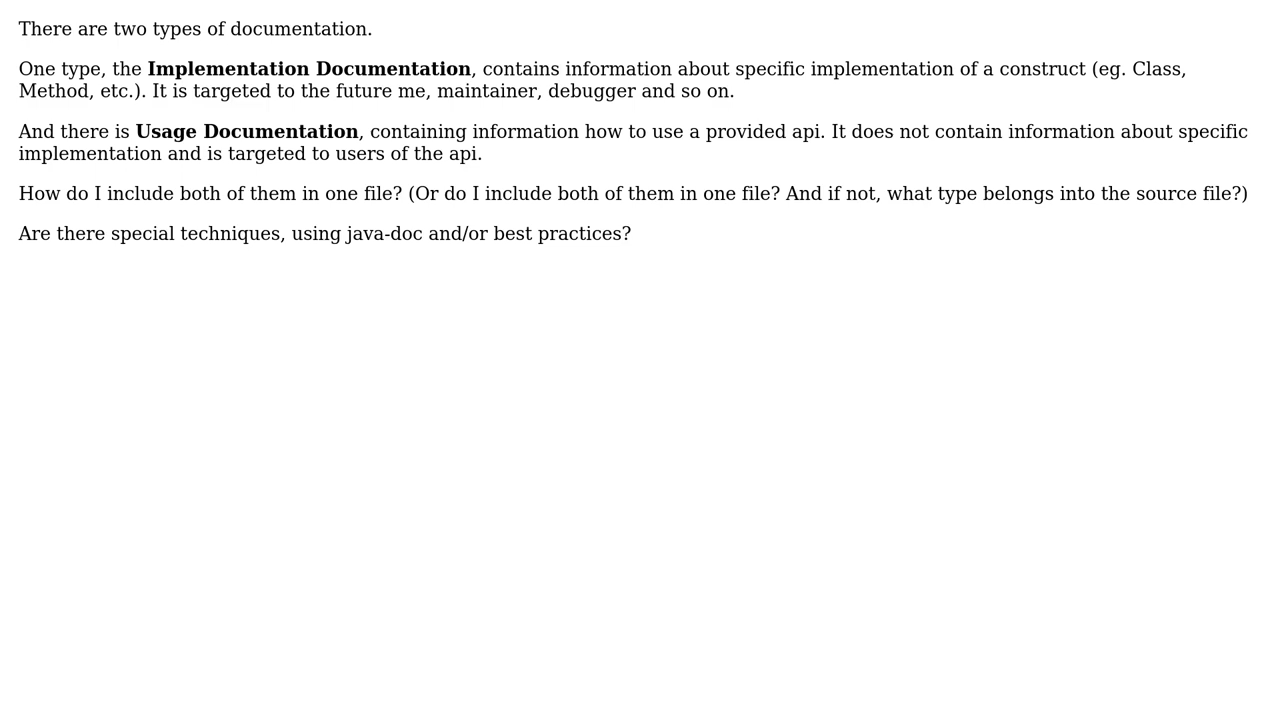 There are two types of documentation.
One type, the Implementation Documentation, contains information about specific implementation of a construct (eg. Class,
Method, etc.). It is targeted to the future me, maintainer, debugger and so on.
And there is Usage Documentation, containing information how to use a provided api. It does not contain information about specific
implementation and is targeted to users of the api.
How do I include both of them in one file? (Or do I include both of them in one file? And if not, what type belongs into the source file?)
Are there special techniques, using java-doc and/or best practices?